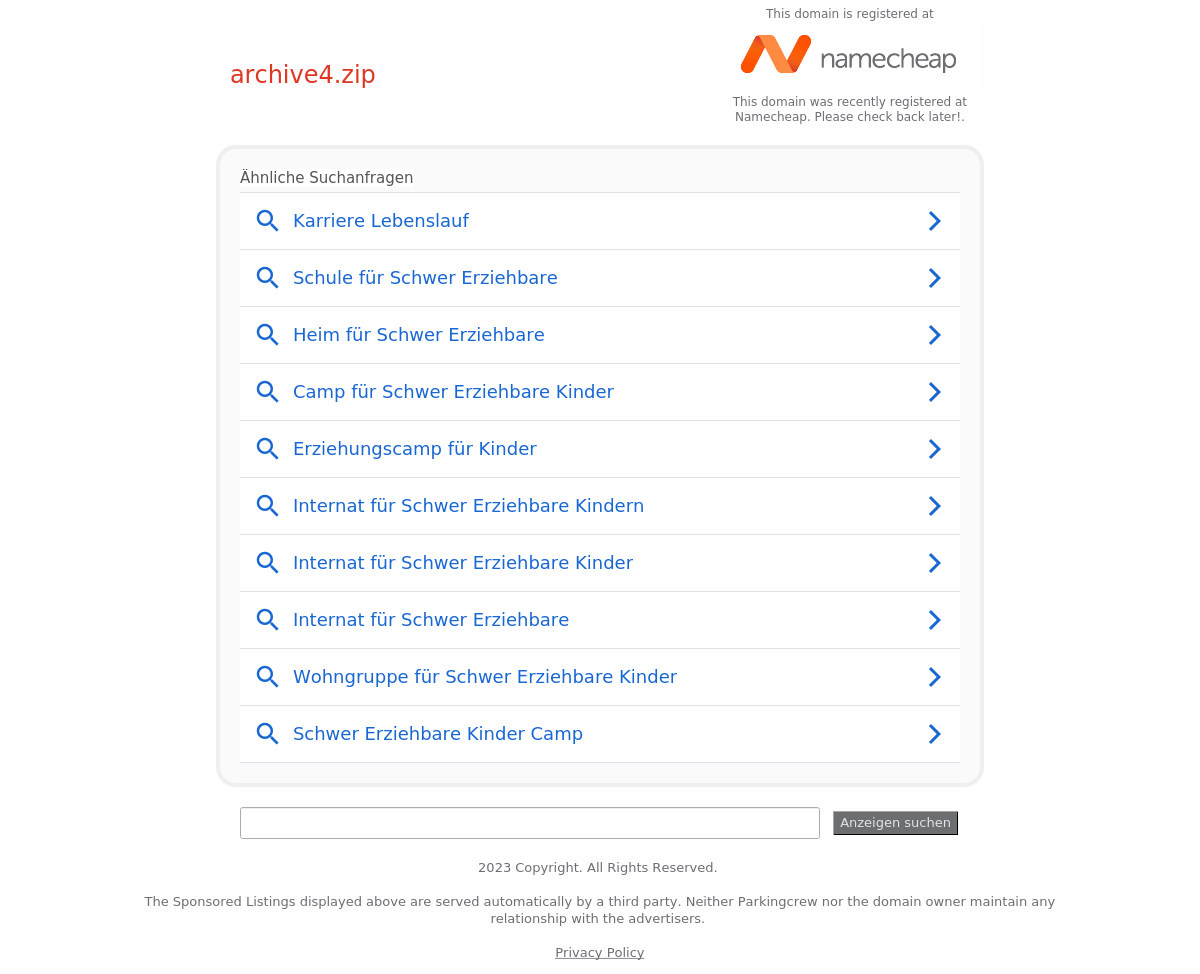 This domain is registered at
namecheap
archive4.zip
This domain was recently registered at
Namecheap. Please check back later!.
Ähnliche Suchanfragen
Karriere Lebenslauf
Schule für Schwer Erziehbare
Heim für Schwer Erziehbare
Camp für Schwer Erziehbare Kinder
Erziehungscamp für Kinder
Internat für Schwer Erziehbare Kindern
Internat für Schwer Erziehbare Kinder
Internat für Schwer Erziehbare
Wohngruppe für Schwer Erziehbare Kinder
Schwer Erziehbare Kinder Camp
Anzeigen suchen
2023 Copyright. All Rights Reserved.
The Sponsored Listings displayed above are served automatically by a third party. Neither Parkingcrew nor the domain owner maintain any
relationship with the advertisers.
Privacy Policy